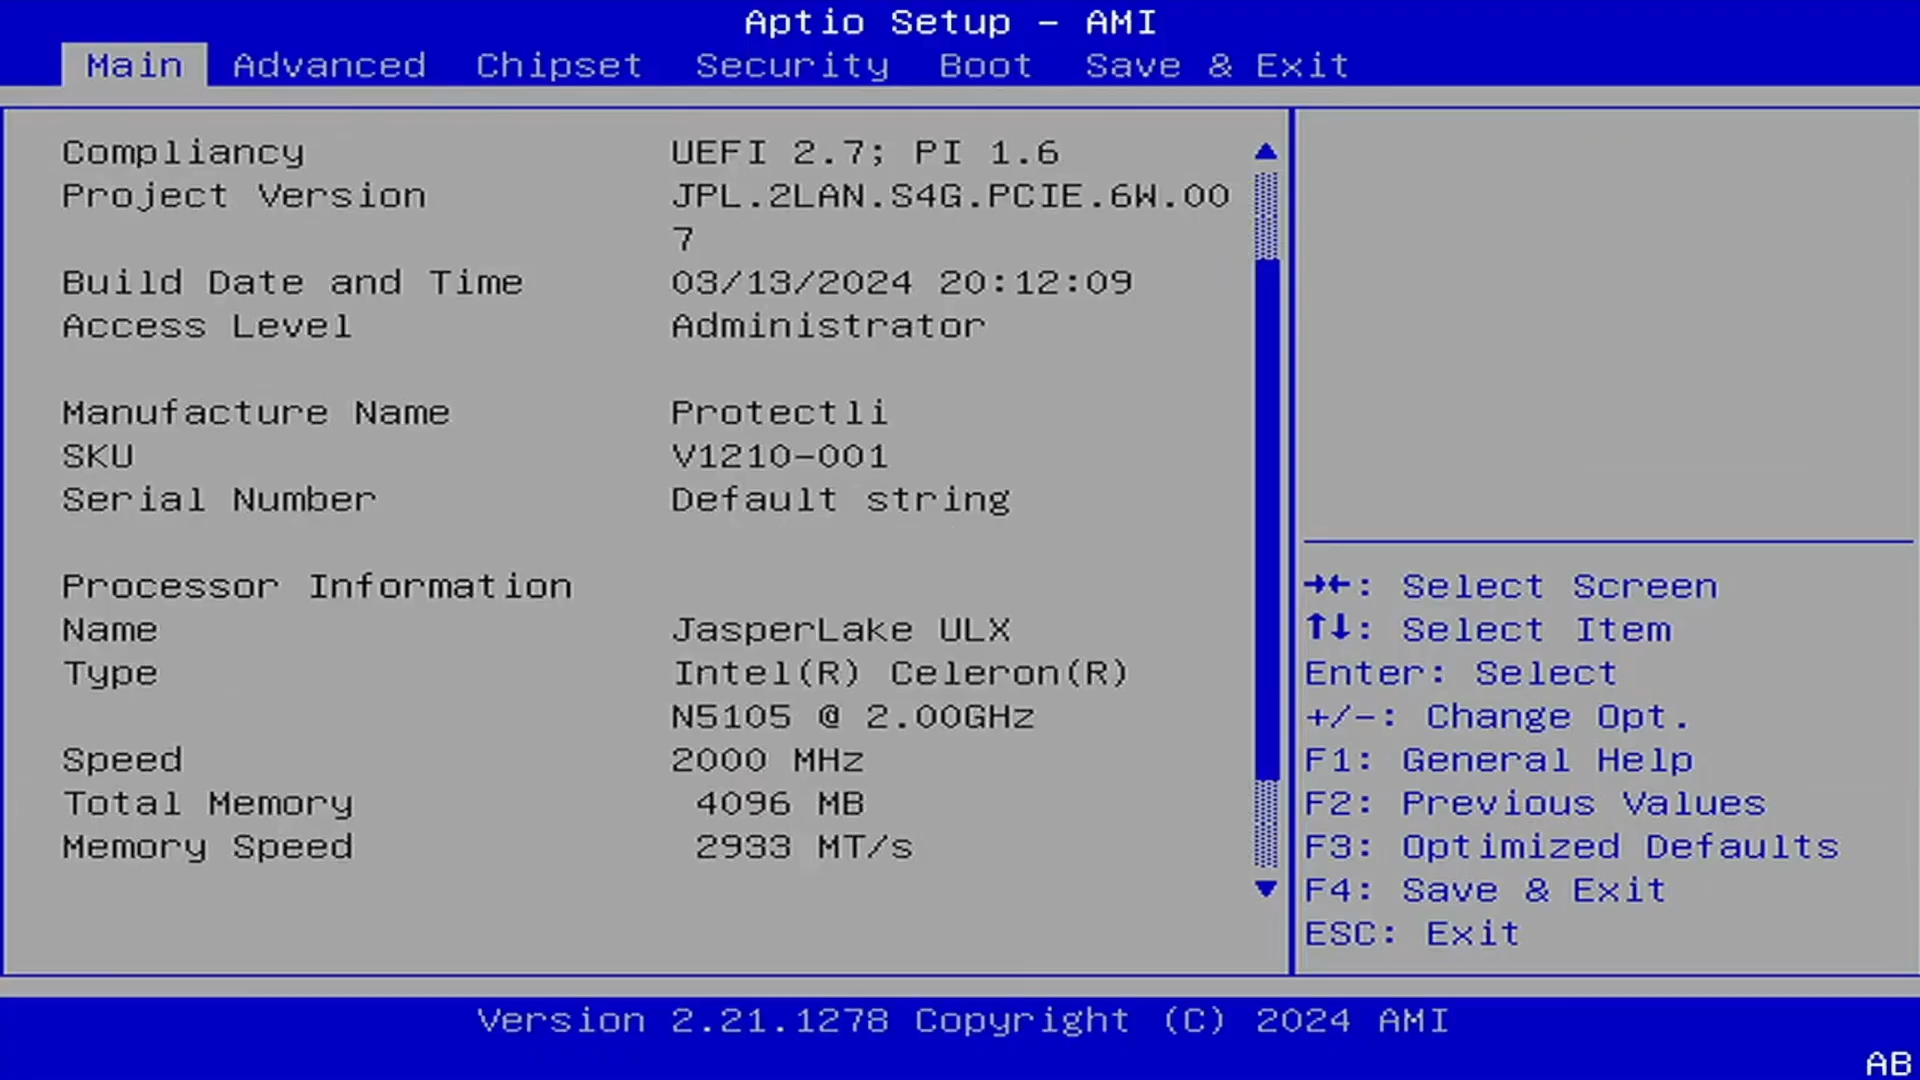 Aptio Setup - AMI
Main Advanced Chipset Security Boot Save & Exit
Compliancy UEFI 2.7; PI 1.6
Project Version JPL.2LAN.S4G.PCIE.6W.00
7
Build Date and Time 03/13/2024 20:12:09
Access Level Administrator
Manufacture Name Protectli
SKU V1210-001
Serial Number Default string
Processor Information
Name JasperLake ULX
Type Intel(R) Celeron(R)
N5105 @ 2.00GHz
Speed 2000 MHz
Total Memory 4096 MB
Memory Speed 2933 MT/s
→←: Select Screen
↑↓: Select Item
Enter: Select
+/-: Change Opt.
F1: General Help
F2: Previous Values
F3: Optimized Defaults
F4: Save & Exit
ESC: Exit
Version 2.21.1278 Copyright (C) 2024 AMI
AB